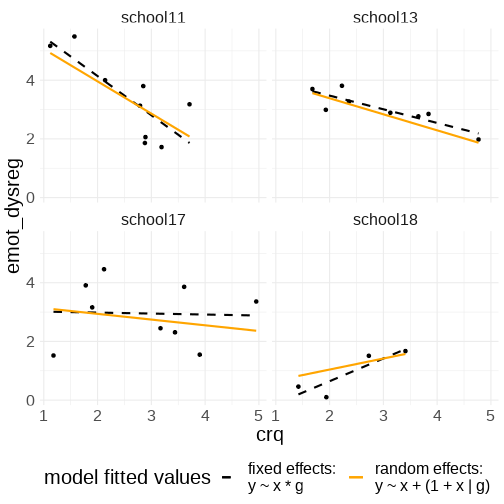 school11 school13
4
2
0
school17 school18
4
2
0
emot_dysreg
1 2 3 4 5 1 2 3 4 5
crq
model fitted values
fixed effects:
y ~ x * g
random effects:
y ~ x + (1 + x | g)